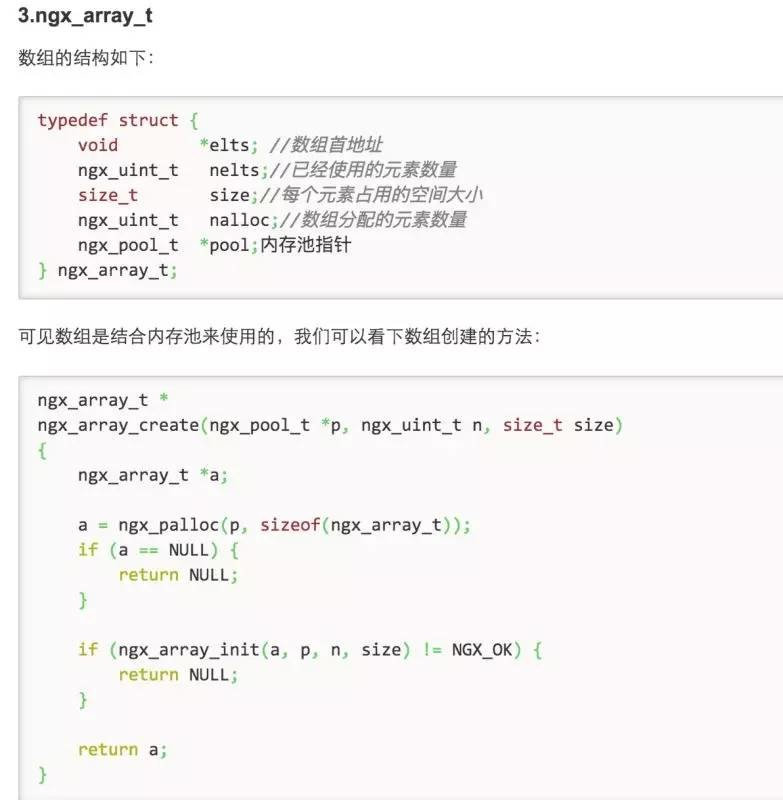 3.ngx_array_t
数组的结构如下：
typedef struct {
    void        *elts; //数组首地址
    ngx_uint_t   nelts;//已经使用的元素数量
    size_t       size;//每个元素占用的空间大小
    ngx_uint_t   nalloc;//数组分配的元素数量
    ngx_pool_t  *pool;内存池指针
} ngx_array_t;
可见数组是结合内存池来使用的，我们可以看下数组创建的方法：
ngx_array_t *
ngx_array_create(ngx_pool_t *p, ngx_uint_t n, size_t size)
{
    ngx_array_t *a;
    a = ngx_palloc(p, sizeof(ngx_array_t));
    if (a == NULL) {
        return NULL;
    }
    if (ngx_array_init(a, p, n, size) != NGX_OK) {
        return NULL;
    }
    return a;
}